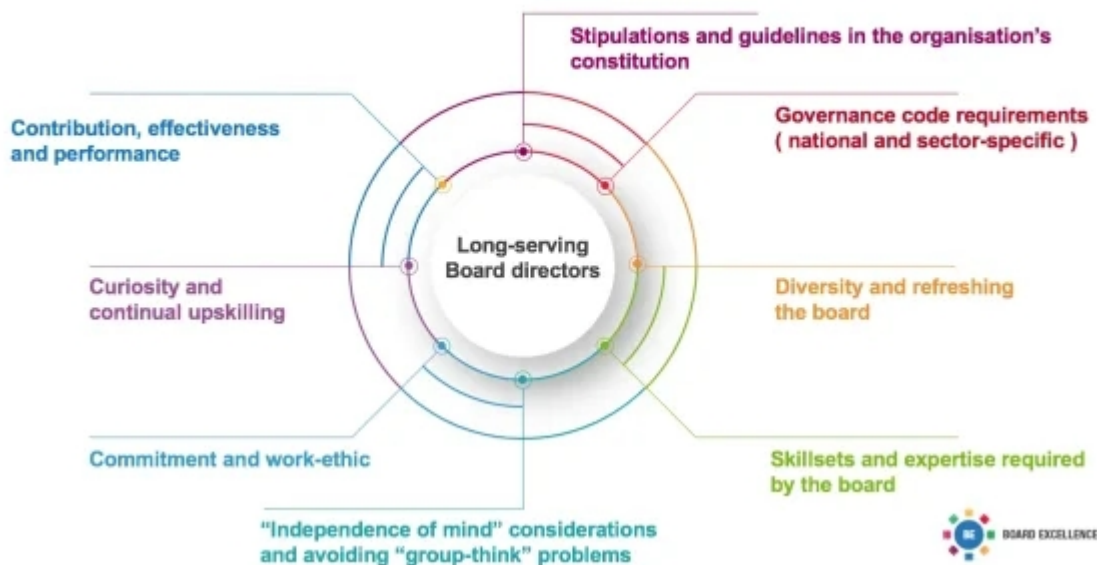 Stipulations and guidelines in the organisation's
constitution
Governance code requirements
( national and sector-specific )
Contribution, effectiveness
and performance
Long-serving
Board directors
Curiosity and
continual upskilling
Diversity and refreshing
the board
Commitment and work-ethic
Skillsets and expertise required
by the board
“Independence of mind” considerations
and avoiding “group-think” problems
BE
BOARD EXCELLENCE